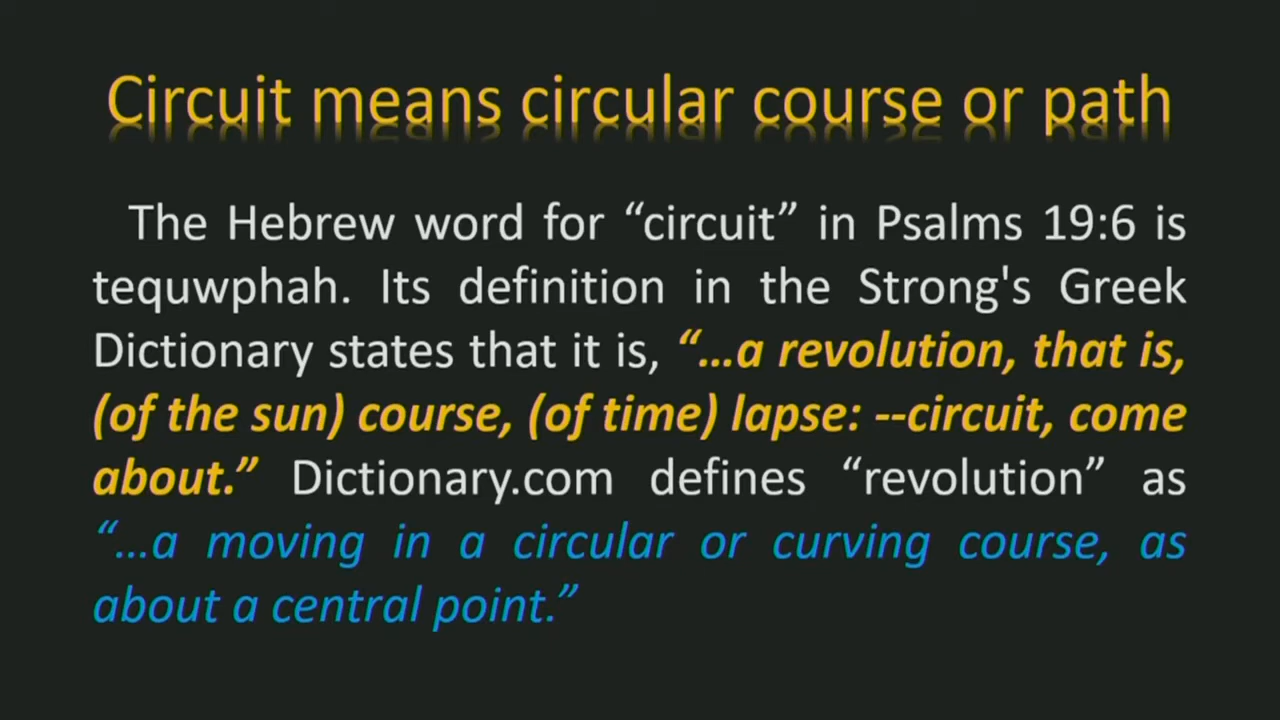 Circuit means circular course or path
The Hebrew word for “circuit” in Psalms 19:6 is
tequwphah. Its definition in the Strong's Greek
Dictionary states that it is, “...a revolution, that is,
(of the sun) course, (of time) lapse: --circuit, come
about.” Dictionary.com defines “revolution” as
“...a moving in a circular or curving course, as
about a central point.”